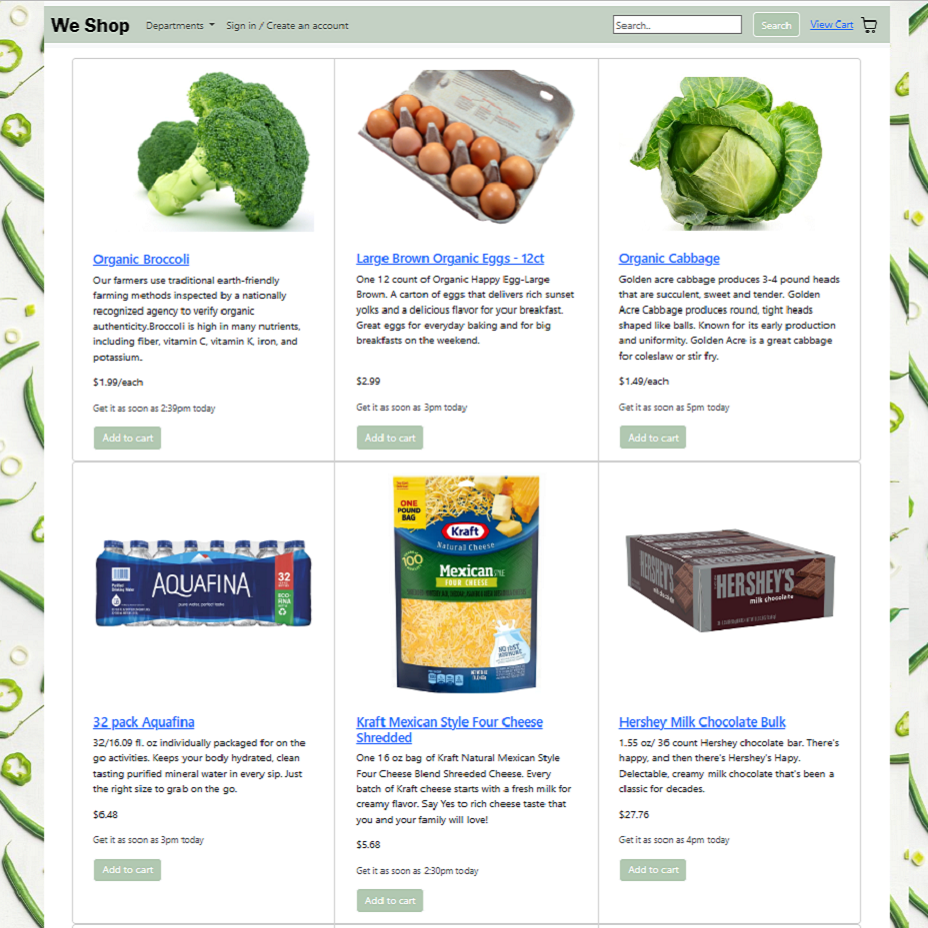 We Shop
Departments
Sign in / Create an account
Search..
Search
View Cart
Organic Broccoli
Our farmers use traditional earth-friendly
farming methods inspected by a nationally
recognized agency to verify organic
authenticity.Broccoli is high in many nutrients,
including fiber, vitamin C, vitamin K, iron, and
potassium.
$1.99/each
Get it as soon as 2:39pm today
Add to cart
Large Brown Organic Eggs - 12ct
One 12 count of Organic Happy Egg-Large
Brown. A carton of eggs that delivers rich sunset
yolks and a delicious flavor for your breakfast.
Great eggs for everyday baking and for big
breakfasts on the weekend.
$2.99
Get it as soon as 3pm today
Add to cart
Organic Cabbage
Golden acre cabbage produces 3-4 pound heads
that are succulent, sweet and tender. Golden
Acre Cabbage produces round, tight heads
shaped like balls. Known for its early production
and uniformity. Golden Acre is a great cabbage
for coleslaw or stir fry.
$1.49/each
Get it as soon as 5pm today
Add to cart
AQUAFINA
pure water, perfect taste.
32
ECO-
FINA
32 pack Aquafina
32/16.09 fl. oz individually packaged for on the
go activities. Keeps your body hydrated, clean
tasting purified mineral water in every sip. Just
the right size to grab on the go.
$6.48
Get it as soon as 3pm today
Add to cart
ONE
POUND
BAG
Kraft
Natural Cheese
100
Mexican STYLE
FOUR CHEESE
Kraft Mexican Style Four Cheese
Shredded
One 16 oz bag of Kraft Natural Mexican Style
Four Cheese Blend Shreeded Cheese. Every
batch of Kraft cheese starts with a fresh milk for
creamy flavor. Say Yes to rich cheese taste that
you and your family will love!
$5.68
Get it as soon as 2:30pm today
Add to cart
HERSHEY'S
HERSHEY'S
milk chocolate
Hershey Milk Chocolate Bulk
1.55 oz/ 36 count Hershey chocolate bar. There's
happy, and then there's Hershey's Hapy.
Delectable, creamy milk chocolate that's been a
classic for decades.
$27.76
Get it as soon as 4pm today
Add to cart